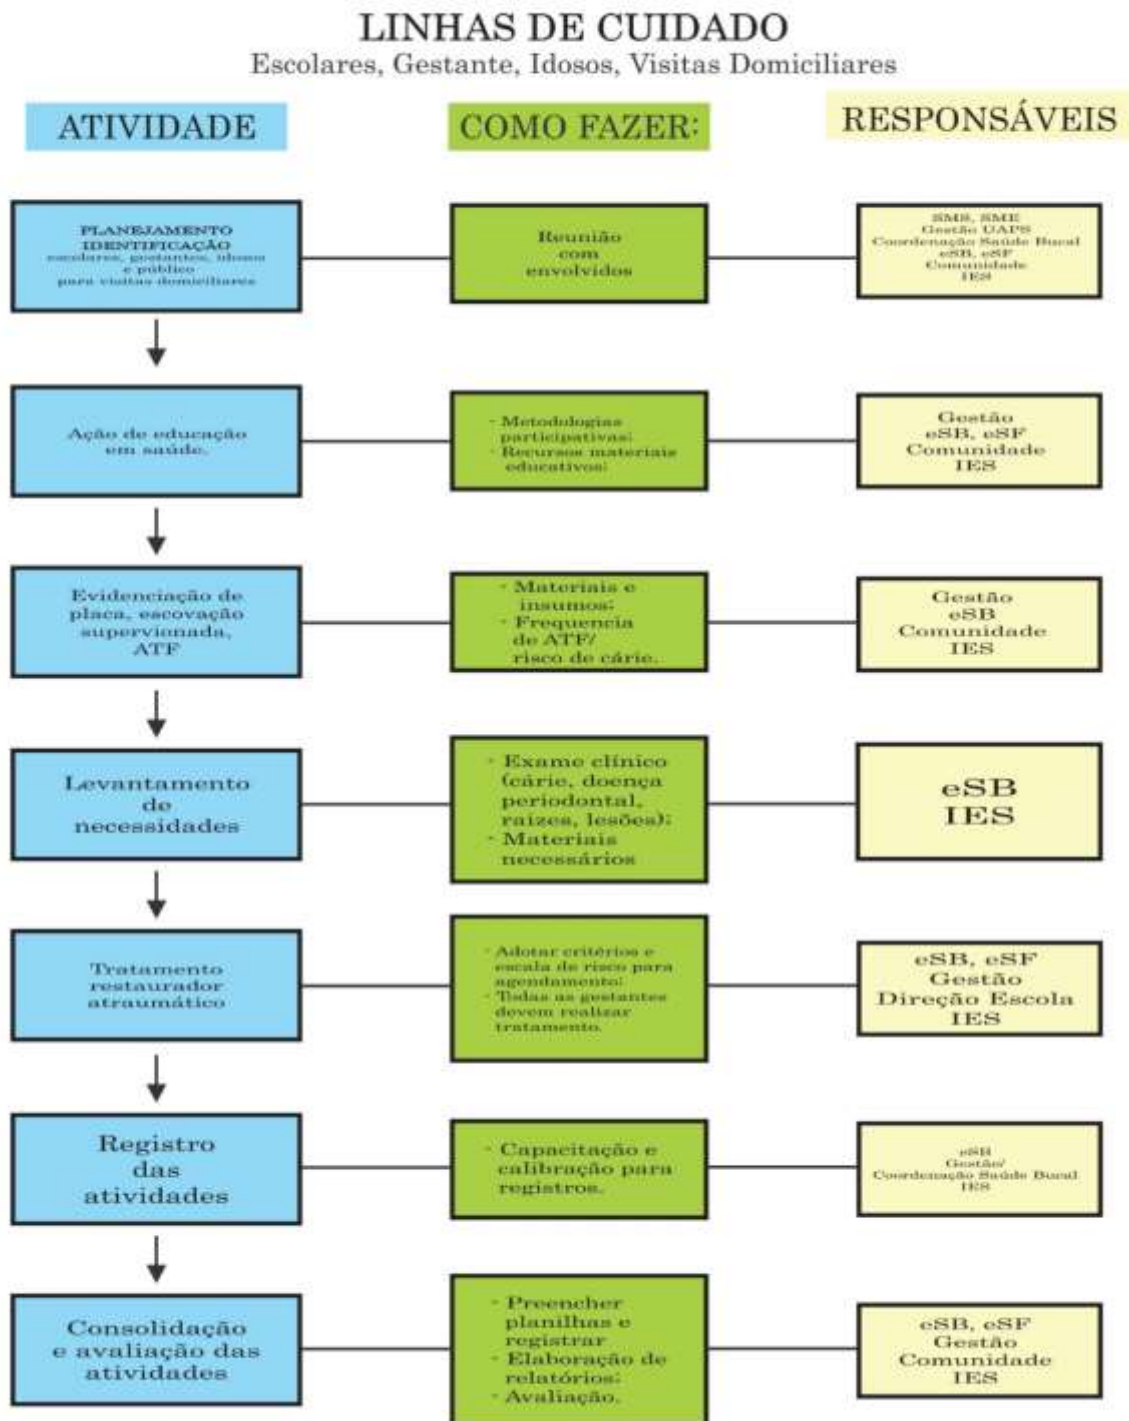 LINHAS DE CUIDADO
Escolares, Gestante, Idosos, Visitas Domiciliares
ATIVIDADE
COMO FAZER:
RESPONSÁVEIS
PLANEJAMENTO
IDENTIFICAÇÃO
escolares, gestantes, idosos
e público
para visitas domiciliares
Reunião
com
envolvidos
SMS, SME
Gestão UAPS
Coordenação Saúde Bucal
eSB, eSF
Comunidade
IES
Ação de educação
em saúde.
- Metodologias
participativas;
- Recursos materiais
educativos;
Gestão
eSB, eSF
Comunidade
IES
Evidenciação de
placa, escovação
supervionada,
ATF
- Materiais e
insumos;
- Frequencia
de ATF/
risco de cárie.
Gestão
eSB
Comunidade
IES
Levantamento
de
necessidades
- Exame clínico
(cárie, doença
periodontal,
raizes, lesões);
- Materiais
necessários
eSB
IES
Tratamento
restaurador
atraumático
- Adotar critérios e
escala de risco para
agendamento;
- Todas as gestantes
devem realizar
tratamento.
eSB, eSF
Gestão
Direção Escola
IES
Registro
das
atividades
- Capacitação e
calibração para
registros.
eSB
Gestão/
Coordenação Saúde Bucal
IES
Consolidação
e avaliação das
atividades
- Preencher
planilhas e
registrar
- Elaboração de
relatórios;
- Avaliação.
eSB, eSF
Gestão
Comunidade
IES